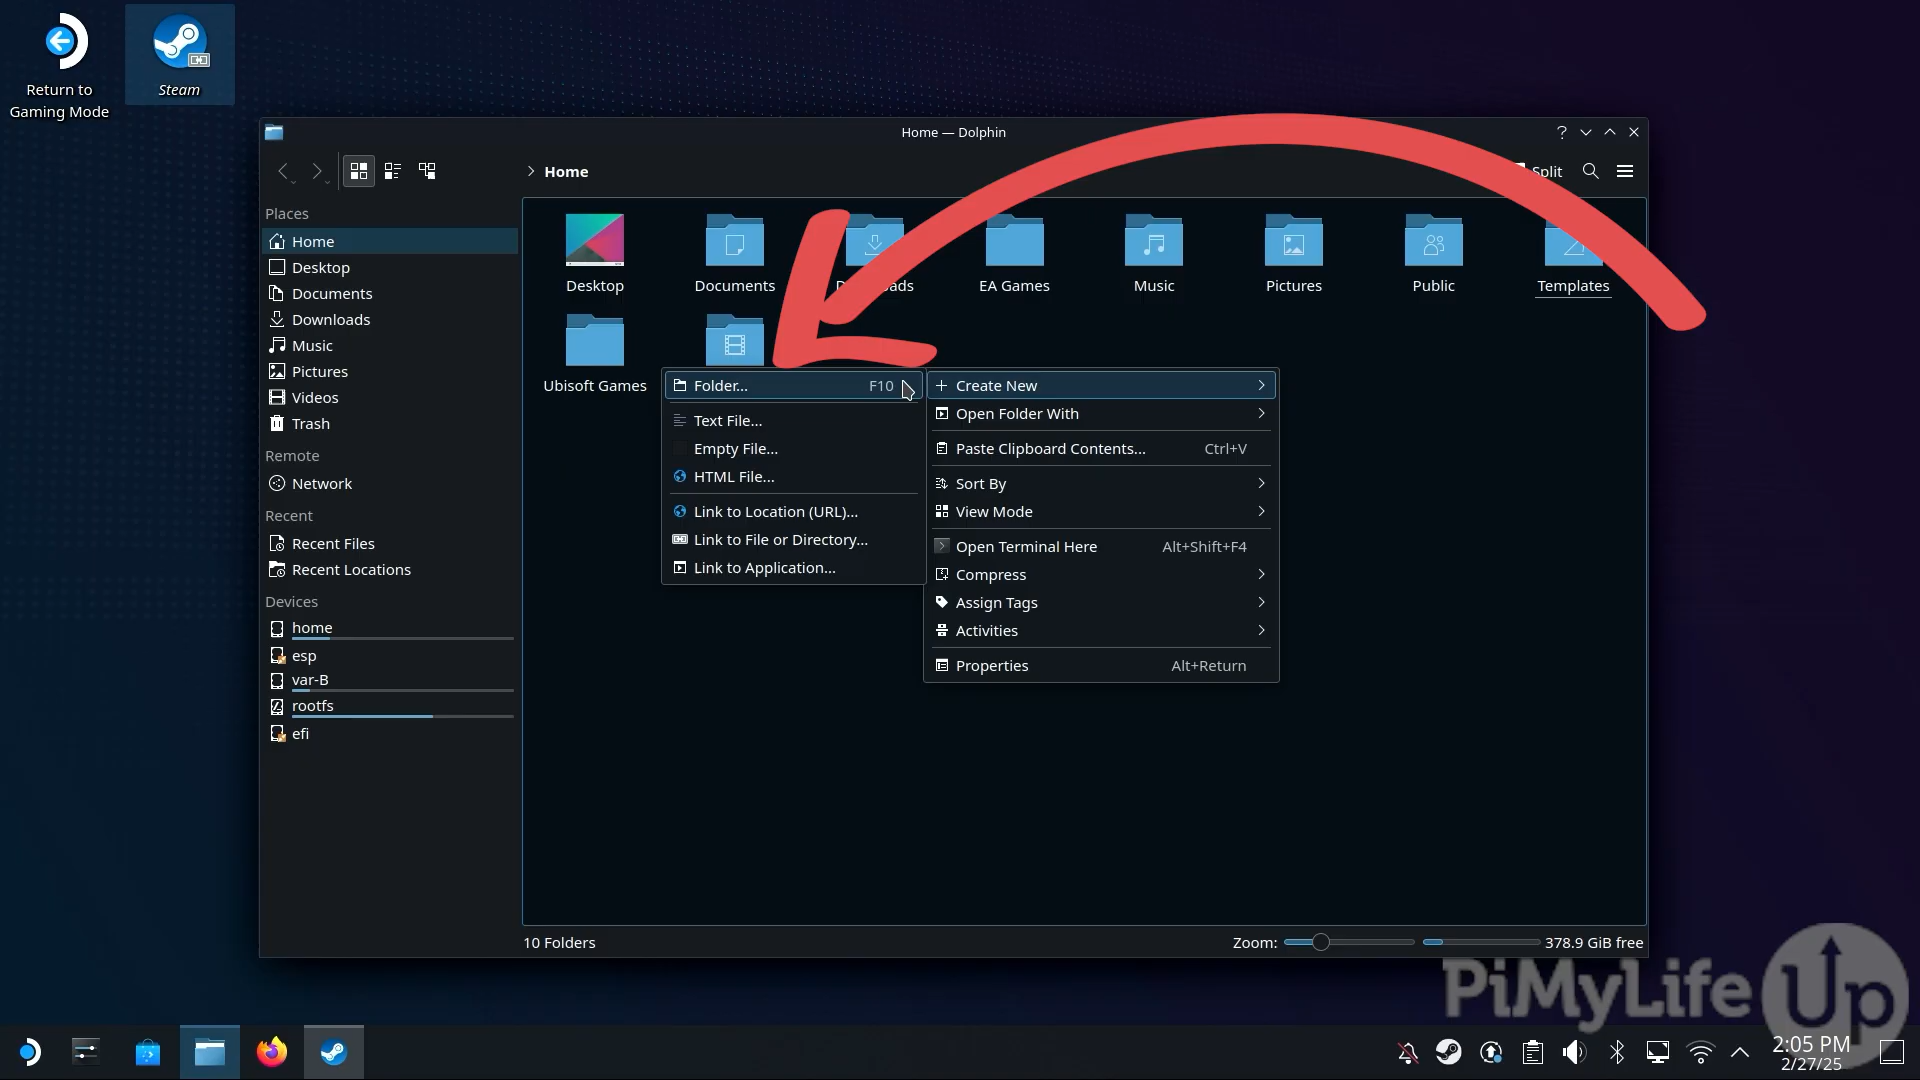 Return to
Gaming Mode
Steam
Home — Dolphin
Home
Split
Places
Home
Desktop
Documents
Downloads
Music
Pictures
Videos
Trash
Remote
Network
Recent
Recent Files
Recent Locations
Devices
home
esp
var-B
rootfs
efi
Desktop
Documents
EA Games
Music
Pictures
Public
Templates
Ubisoft Games
Folder... F10
Text File...
Empty File...
HTML File...
Link to Location (URL)...
Link to File or Directory...
Link to Application...
Create New
Open Folder With
Paste Clipboard Contents... Ctrl+V
Sort By
View Mode
Open Terminal Here Alt+Shift+F4
Compress
Assign Tags
Activities
Properties Alt+Return
10 Folders
Zoom:
378.9 GiB free
PiMyLifeUp
2:05 PM
2/27/25